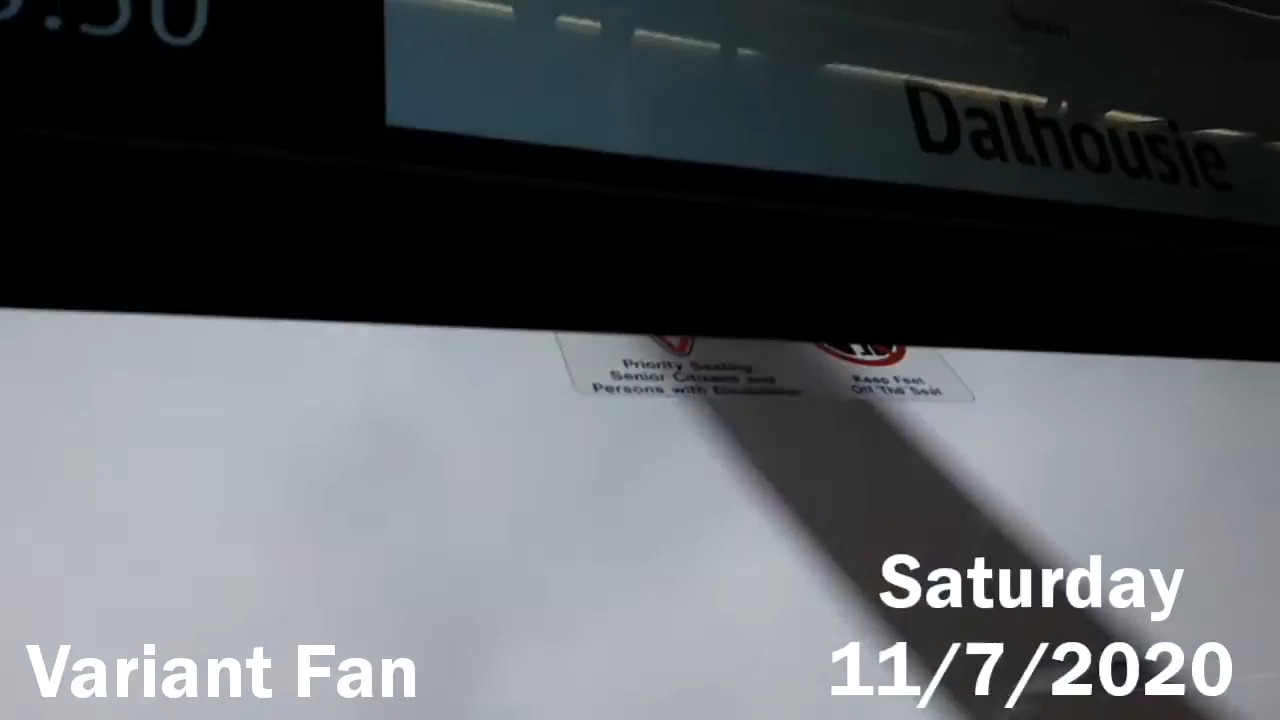 Dalhousie
Priority Seating
Senior Citizens and
Persons with
Keep Feet
Off The Seat
Saturday
Variant Fan
11/7/2020